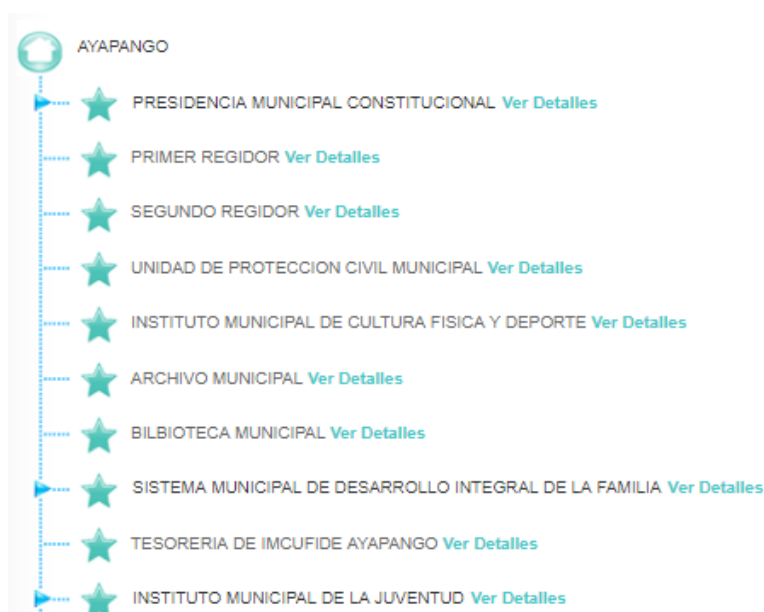 AYAPANGO
PRESIDENCIA MUNICIPAL CONSTITUCIONAL Ver Detalles
PRIMER REGIDOR Ver Detalles
SEGUNDO REGIDOR Ver Detalles
UNIDAD DE PROTECCION CIVIL MUNICIPAL Ver Detalles
INSTITUTO MUNICIPAL DE CULTURA FISICA Y DEPORTE Ver Detalles
ARCHIVO MUNICIPAL Ver Detalles
BILBIOTECA MUNICIPAL Ver Detalles
SISTEMA MUNICIPAL DE DESARROLLO INTEGRAL DE LA FAMILIA Ver Detalles
TESORERIA DE IMCUFIDE AYAPANGO Ver Detalles
INSTITUTO MUNICIPAL DE LA JUVENTUD Ver Detalles